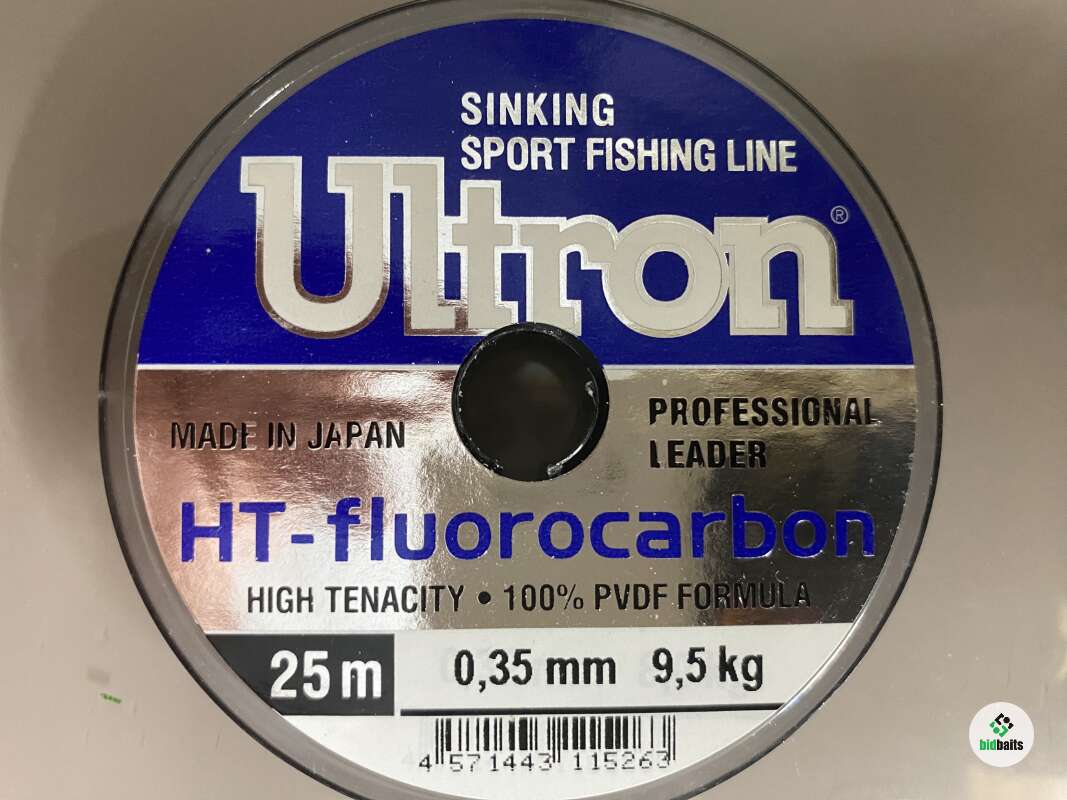 SINKING
SPORT FISHING LINE
Ultron®
MADE IN JAPAN
PROFESSIONAL
LEADER
HT-fluorocarbon
HIGH TENACITY • 100% PVDF FORMULA
25 m
0,35 mm 9,5 kg
4 571443 115263
bidbaits